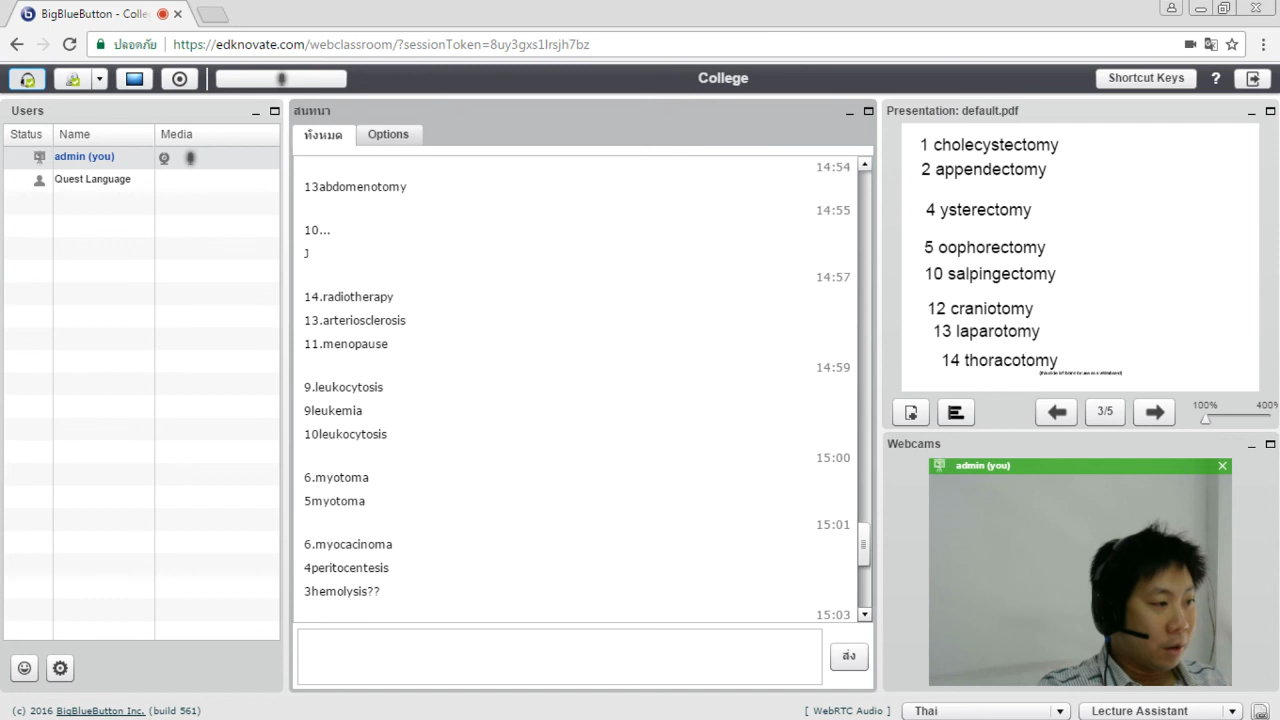 BigBlueButton - Colle
ปลอดภัย
https://edknovate.com/webclassroom/?sessionToken=8uy3gxs1lrsjh7bz
College
Shortcut Keys
?
Users
Status Name Media
admin (you)
Quest Language
สนทนา
ทั้งหมด Options
14:54
13abdomenotomy
14:55
10...
J
14:57
14.radiotherapy
13.arteriosclerosis
11.menopause
14:59
9.leukocytosis
9leukemia
10leukocytosis
15:00
6.myotoma
5myotoma
15:01
6.myocacinoma
4peritocentesis
3hemolysis??
15:03
ส่ง
Presentation: default.pdf
1 cholecystectomy
2 appendectomy
4 ysterectomy
5 oophorectomy
10 salpingectomy
12 craniotomy
13 laparotomy
14 thoracotomy
3/5
100% 400%
Webcams
admin (you)
(c) 2016 BigBlueButton Inc. (build 561)
[ WebRTC Audio ]
Thai
Lecture Assistant